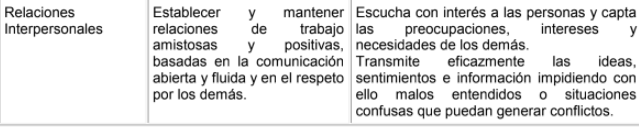 Relaciones
Interpersonales
Establecer y mantener
relaciones de trabajo
amistosas y positivas,
basadas en la comunicación
abierta y fluida y en el respeto
por los demás.
Escucha con interés a las personas y capta
las preocupaciones, intereses y
necesidades de los demás.
Transmite eficazmente las ideas,
sentimientos e información impidiendo con
ello malos entendidos o situaciones
confusas que puedan generar conflictos.